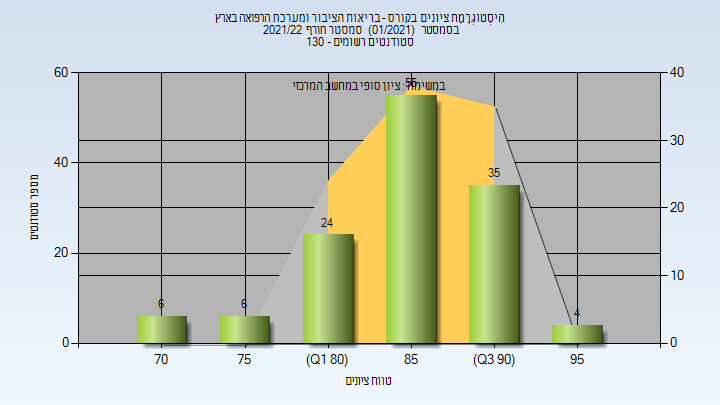 היסטוגרמת ציונים בקורס - בריאות הציבור ומערכת הרפואה בארץ
בסמסטר (01/2021) סמסטר חורף 2021/22
סטודנטים רשומים - 130
במשימה: ציון סופי במחשב המרכזי
60
40
20
0
40
30
20
10
0
מספר סטודנטים
6
6
24
55
35
4
70
75
(Q1 80)
85
(Q3 90)
95
טווח ציונים